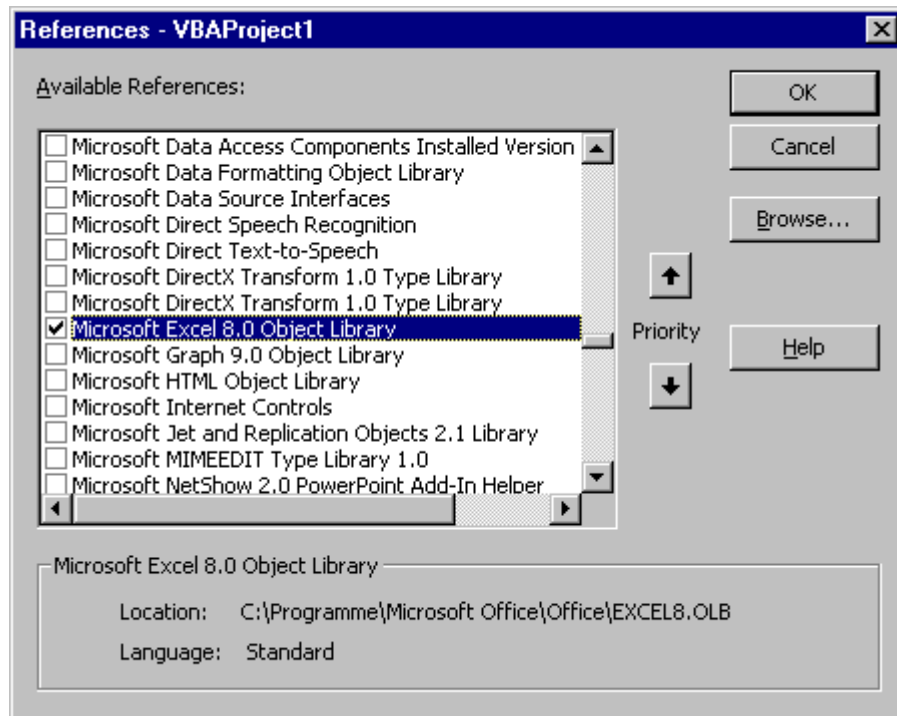 References - VBAProject1
Available References:
Microsoft Data Access Components Installed Version
Microsoft Data Formatting Object Library
Microsoft Data Source Interfaces
Microsoft Direct Speech Recognition
Microsoft Direct Text-to-Speech
Microsoft DirectX Transform 1.0 Type Library
Microsoft DirectX Transform 1.0 Type Library
Microsoft Excel 8.0 Object Library
Microsoft Graph 9.0 Object Library
Microsoft HTML Object Library
Microsoft Internet Controls
Microsoft Jet and Replication Objects 2.1 Library
Microsoft MIMEEDIT Type Library 1.0
Microsoft NetShow 2.0 PowerPoint Add-In Helper
Priority
OK
Cancel
Browse...
Help
Microsoft Excel 8.0 Object Library
Location: C:\Programme\Microsoft Office\Office\EXCEL8.OLB
Language: Standard